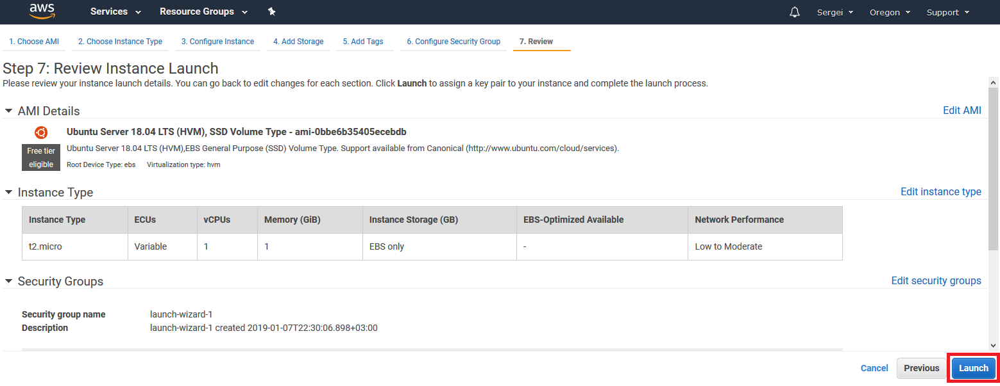 aws Services Resource Groups Sergei Oregon Support
1. Choose AMI 2. Choose Instance Type 3. Configure Instance 4. Add Storage 5. Add Tags 6. Configure Security Group 7. Review
Step 7: Review Instance Launch
Please review your instance launch details. You can go back to edit changes for each section. Click Launch to assign a key pair to your instance and complete the launch process.
AMI Details Edit AMI
Ubuntu Server 18.04 LTS (HVM), SSD Volume Type - ami-0bbe6b35405ecebdb
Free tier eligible
Ubuntu Server 18.04 LTS (HVM),EBS General Purpose (SSD) Volume Type. Support available from Canonical (http://www.ubuntu.com/cloud/services).
Root Device Type: ebs Virtualization type: hvm
Instance Type Edit instance type
Instance Type ECUs vCPUs Memory (GiB) Instance Storage (GB) EBS-Optimized Available Network Performance
t2.micro Variable 1 1 EBS only - Low to Moderate
Security Groups Edit security groups
Security group name launch-wizard-1
Description launch-wizard-1 created 2019-01-07T22:30:06.898+03:00
Cancel Previous Launch